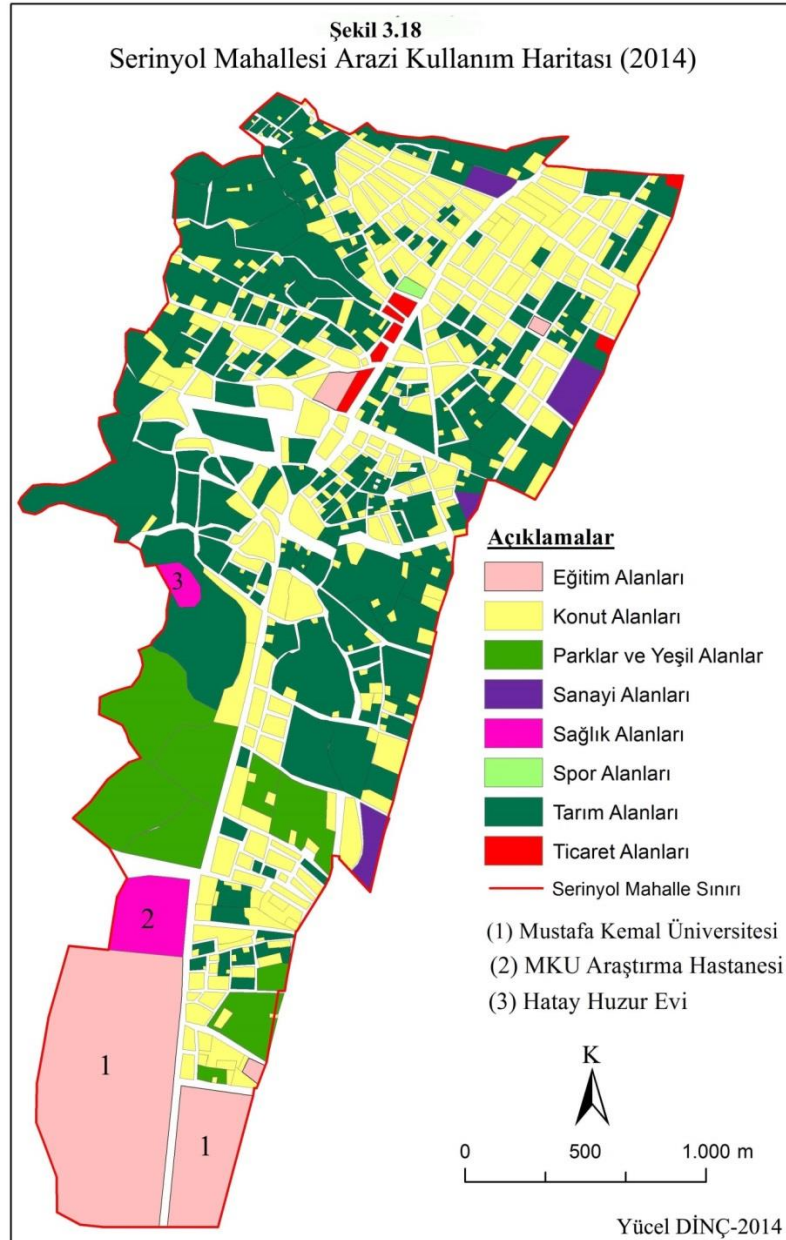 Şekil 3.18
Serinyol Mahallesi Arazi Kullanım Haritası (2014)
Açıklamalar
Eğitim Alanları
Konut Alanları
Parklar ve Yeşil Alanlar
Sanayi Alanları
Sağlık Alanları
Spor Alanları
Tarım Alanları
Ticaret Alanları
Serinyol Mahalle Sınırı
(1) Mustafa Kemal Üniversitesi
(2) MKU Araştırma Hastanesi
(3) Hatay Huzur Evi
3
2
1
1
K
0 500 1.000 m
Yücel DİNÇ-2014